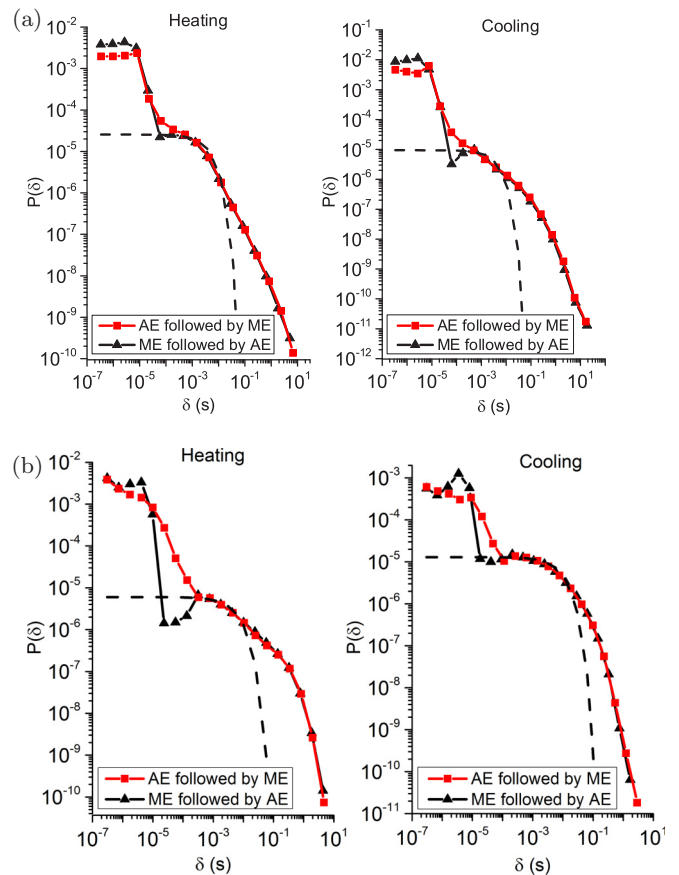 (a)
Heating
P(δ)
10⁻²
10⁻³
10⁻⁴
10⁻⁵
10⁻⁶
10⁻⁷
10⁻⁸
10⁻⁹
10⁻¹⁰
AE followed by ME
ME followed by AE
10⁻⁷ 10⁻⁵ 10⁻³ 10⁻¹ 10¹
δ (s)
Cooling
P(δ)
10⁻¹
10⁻²
10⁻³
10⁻⁴
10⁻⁵
10⁻⁶
10⁻⁷
10⁻⁸
10⁻⁹
10⁻¹⁰
10⁻¹¹
10⁻¹²
AE followed by ME
ME followed by AE
10⁻⁷ 10⁻⁵ 10⁻³ 10⁻¹ 10¹
δ (s)
(b)
Heating
P(δ)
10⁻²
10⁻³
10⁻⁴
10⁻⁵
10⁻⁶
10⁻⁷
10⁻⁸
10⁻⁹
10⁻¹⁰
AE followed by ME
ME followed by AE
10⁻⁷ 10⁻⁵ 10⁻³ 10⁻¹ 10¹
δ (s)
Cooling
P(δ)
10⁻³
10⁻⁴
10⁻⁵
10⁻⁶
10⁻⁷
10⁻⁸
10⁻⁹
10⁻¹⁰
10⁻¹¹
AE followed by ME
ME followed by AE
10⁻⁷ 10⁻⁵ 10⁻³ 10⁻¹ 10¹
δ (s)